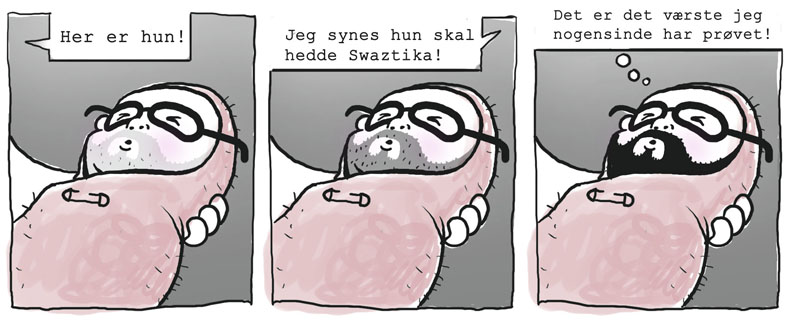 Her er hun!
Jeg synes hun skal
hedde Swaztika!
Det er det værste jeg
nogensinde har prøvet!